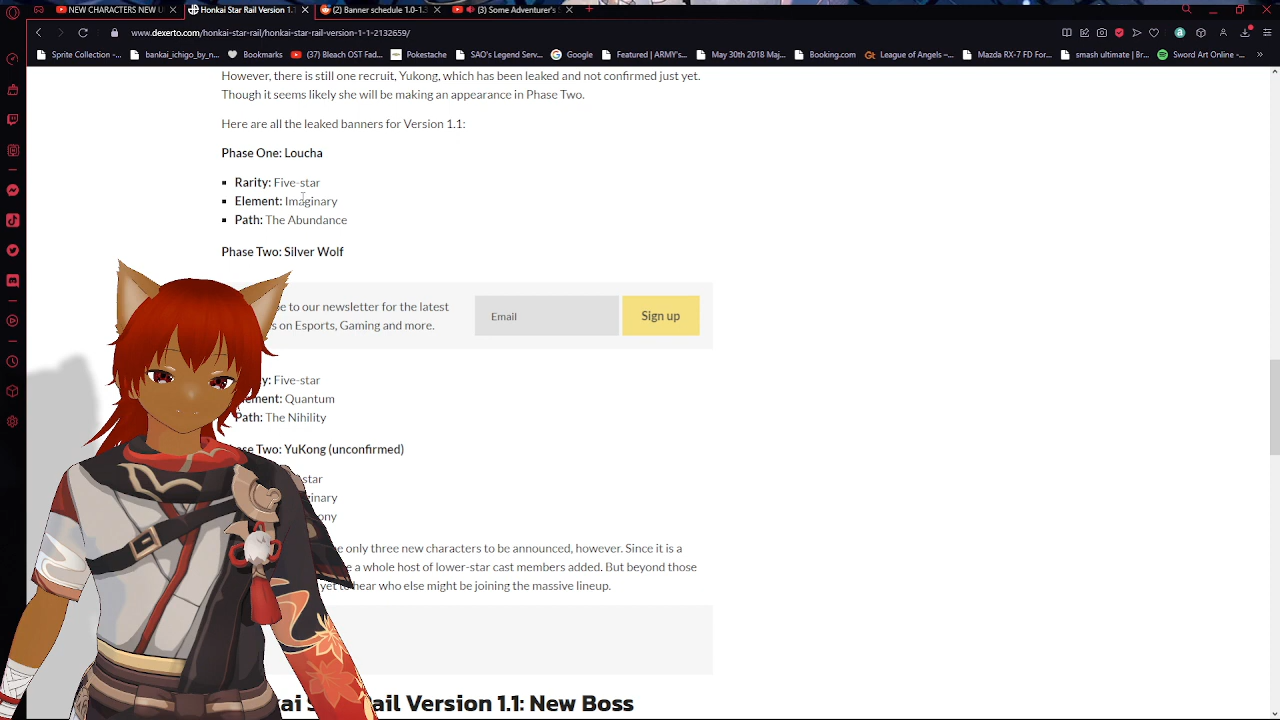 NEW CHARACTERS NEW U
Honkai Star Rail Version 1.1
(2) Banner schedule 1.0-1.3
(3) Some Adventurer's
www.dexerto.com/honkai-star-rail/honkai-star-rail-version-1-1-2132659/
Sprite Collection -... bankai_ichigo_by_n... Bookmarks (37) Bleach OST Fad... Pokestache SAO's Legend Serv... Google Featured | ARMY's... May 30th 2018 Maj... Booking.com League of Angels –... Mazda RX-7 FD For... smash ultimate | Br... Sword Art Online -...
However, there is still one recruit, Yukong, which has been leaked and not confirmed just yet.
Though it seems likely she will be making an appearance in Phase Two.
Here are all the leaked banners for Version 1.1:
Phase One: Loucha
Rarity: Five-star
Element: Imaginary
Path: The Abundance
Phase Two: Silver Wolf
e to our newsletter for the latest
s on Esports, Gaming and more.
Email
Sign up
y: Five-star
ment: Quantum
Path: The Nihility
se Two: YuKong (unconfirmed)
star
inary
ony
e only three new characters to be announced, however. Since it is a
e a whole host of lower-star cast members added. But beyond those
yet to hear who else might be joining the massive lineup.
kai S Rail Version 1.1: New Boss